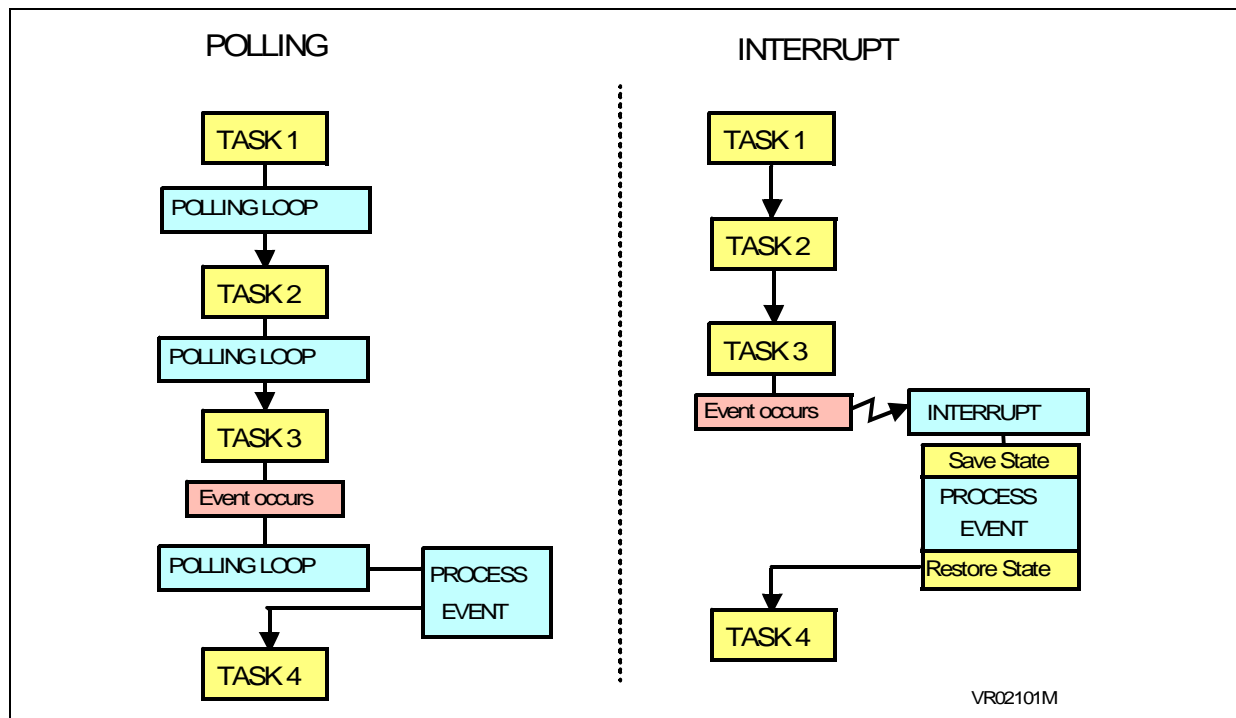 POLLING
TASK 1
POLLING LOOP
TASK 2
POLLING LOOP
TASK 3
Event occurs
POLLING LOOP
PROCESS
EVENT
TASK 4
INTERRUPT
TASK 1
TASK 2
TASK 3
Event occurs
INTERRUPT
Save State
PROCESS
EVENT
Restore State
TASK 4
VR02101M